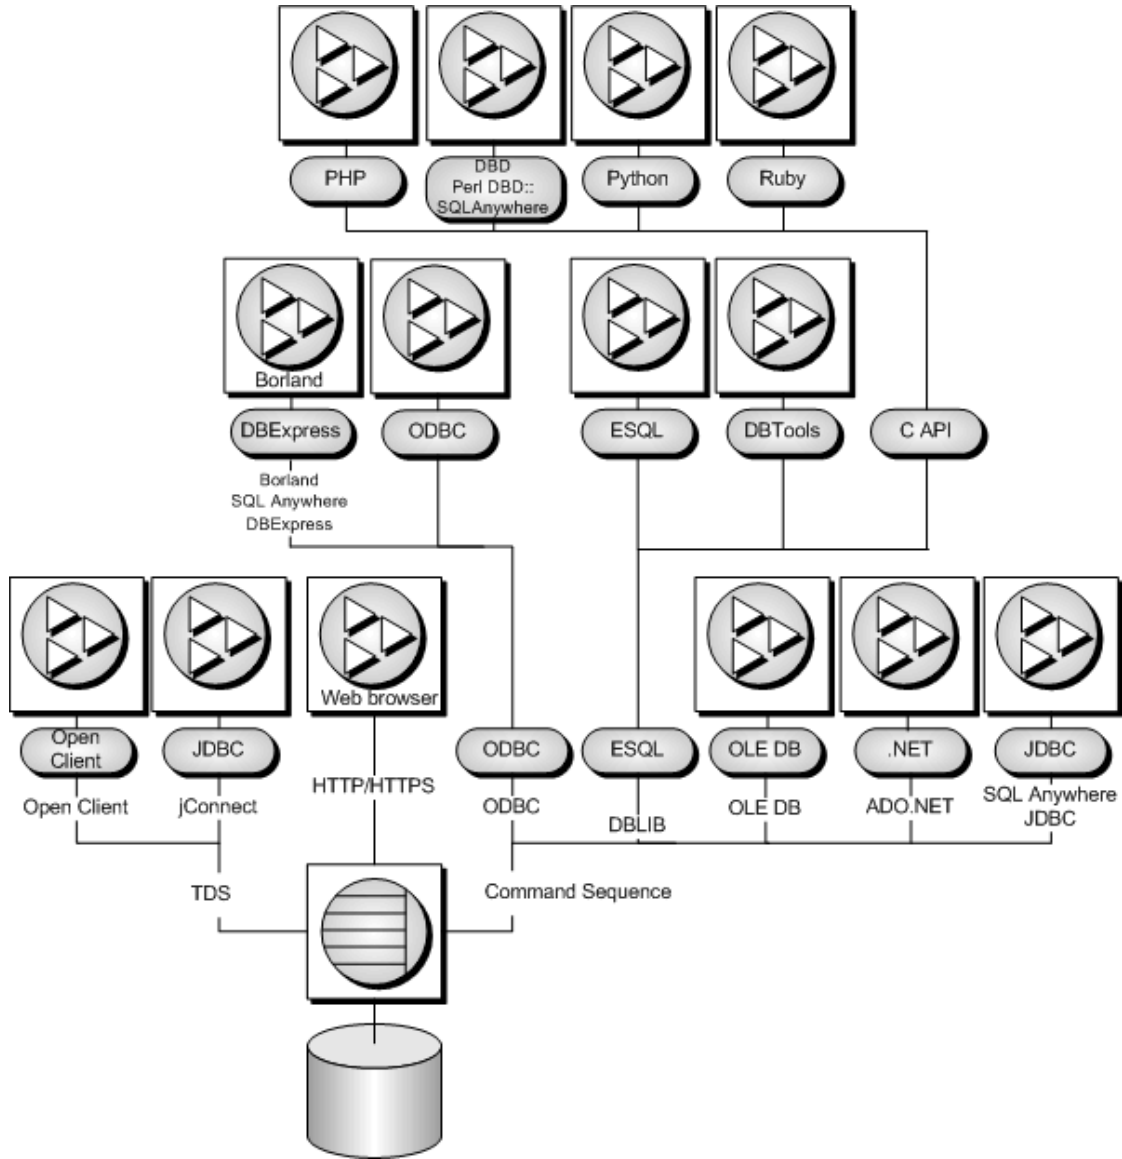 PHP
DBD
Perl DBD::
SQLAnywhere
Python
Ruby
Borland
DBExpress
ODBC
ESQL
DBTools
C API
Borland
SQL Anywhere
DBExpress
Web browser
Open
Client
JDBC
ODBC
ESQL
OLE DB
.NET
JDBC
Open Client
jConnect
HTTP/HTTPS
ODBC
DBLIB
OLE DB
ADO.NET
SQL Anywhere
JDBC
TDS
Command Sequence